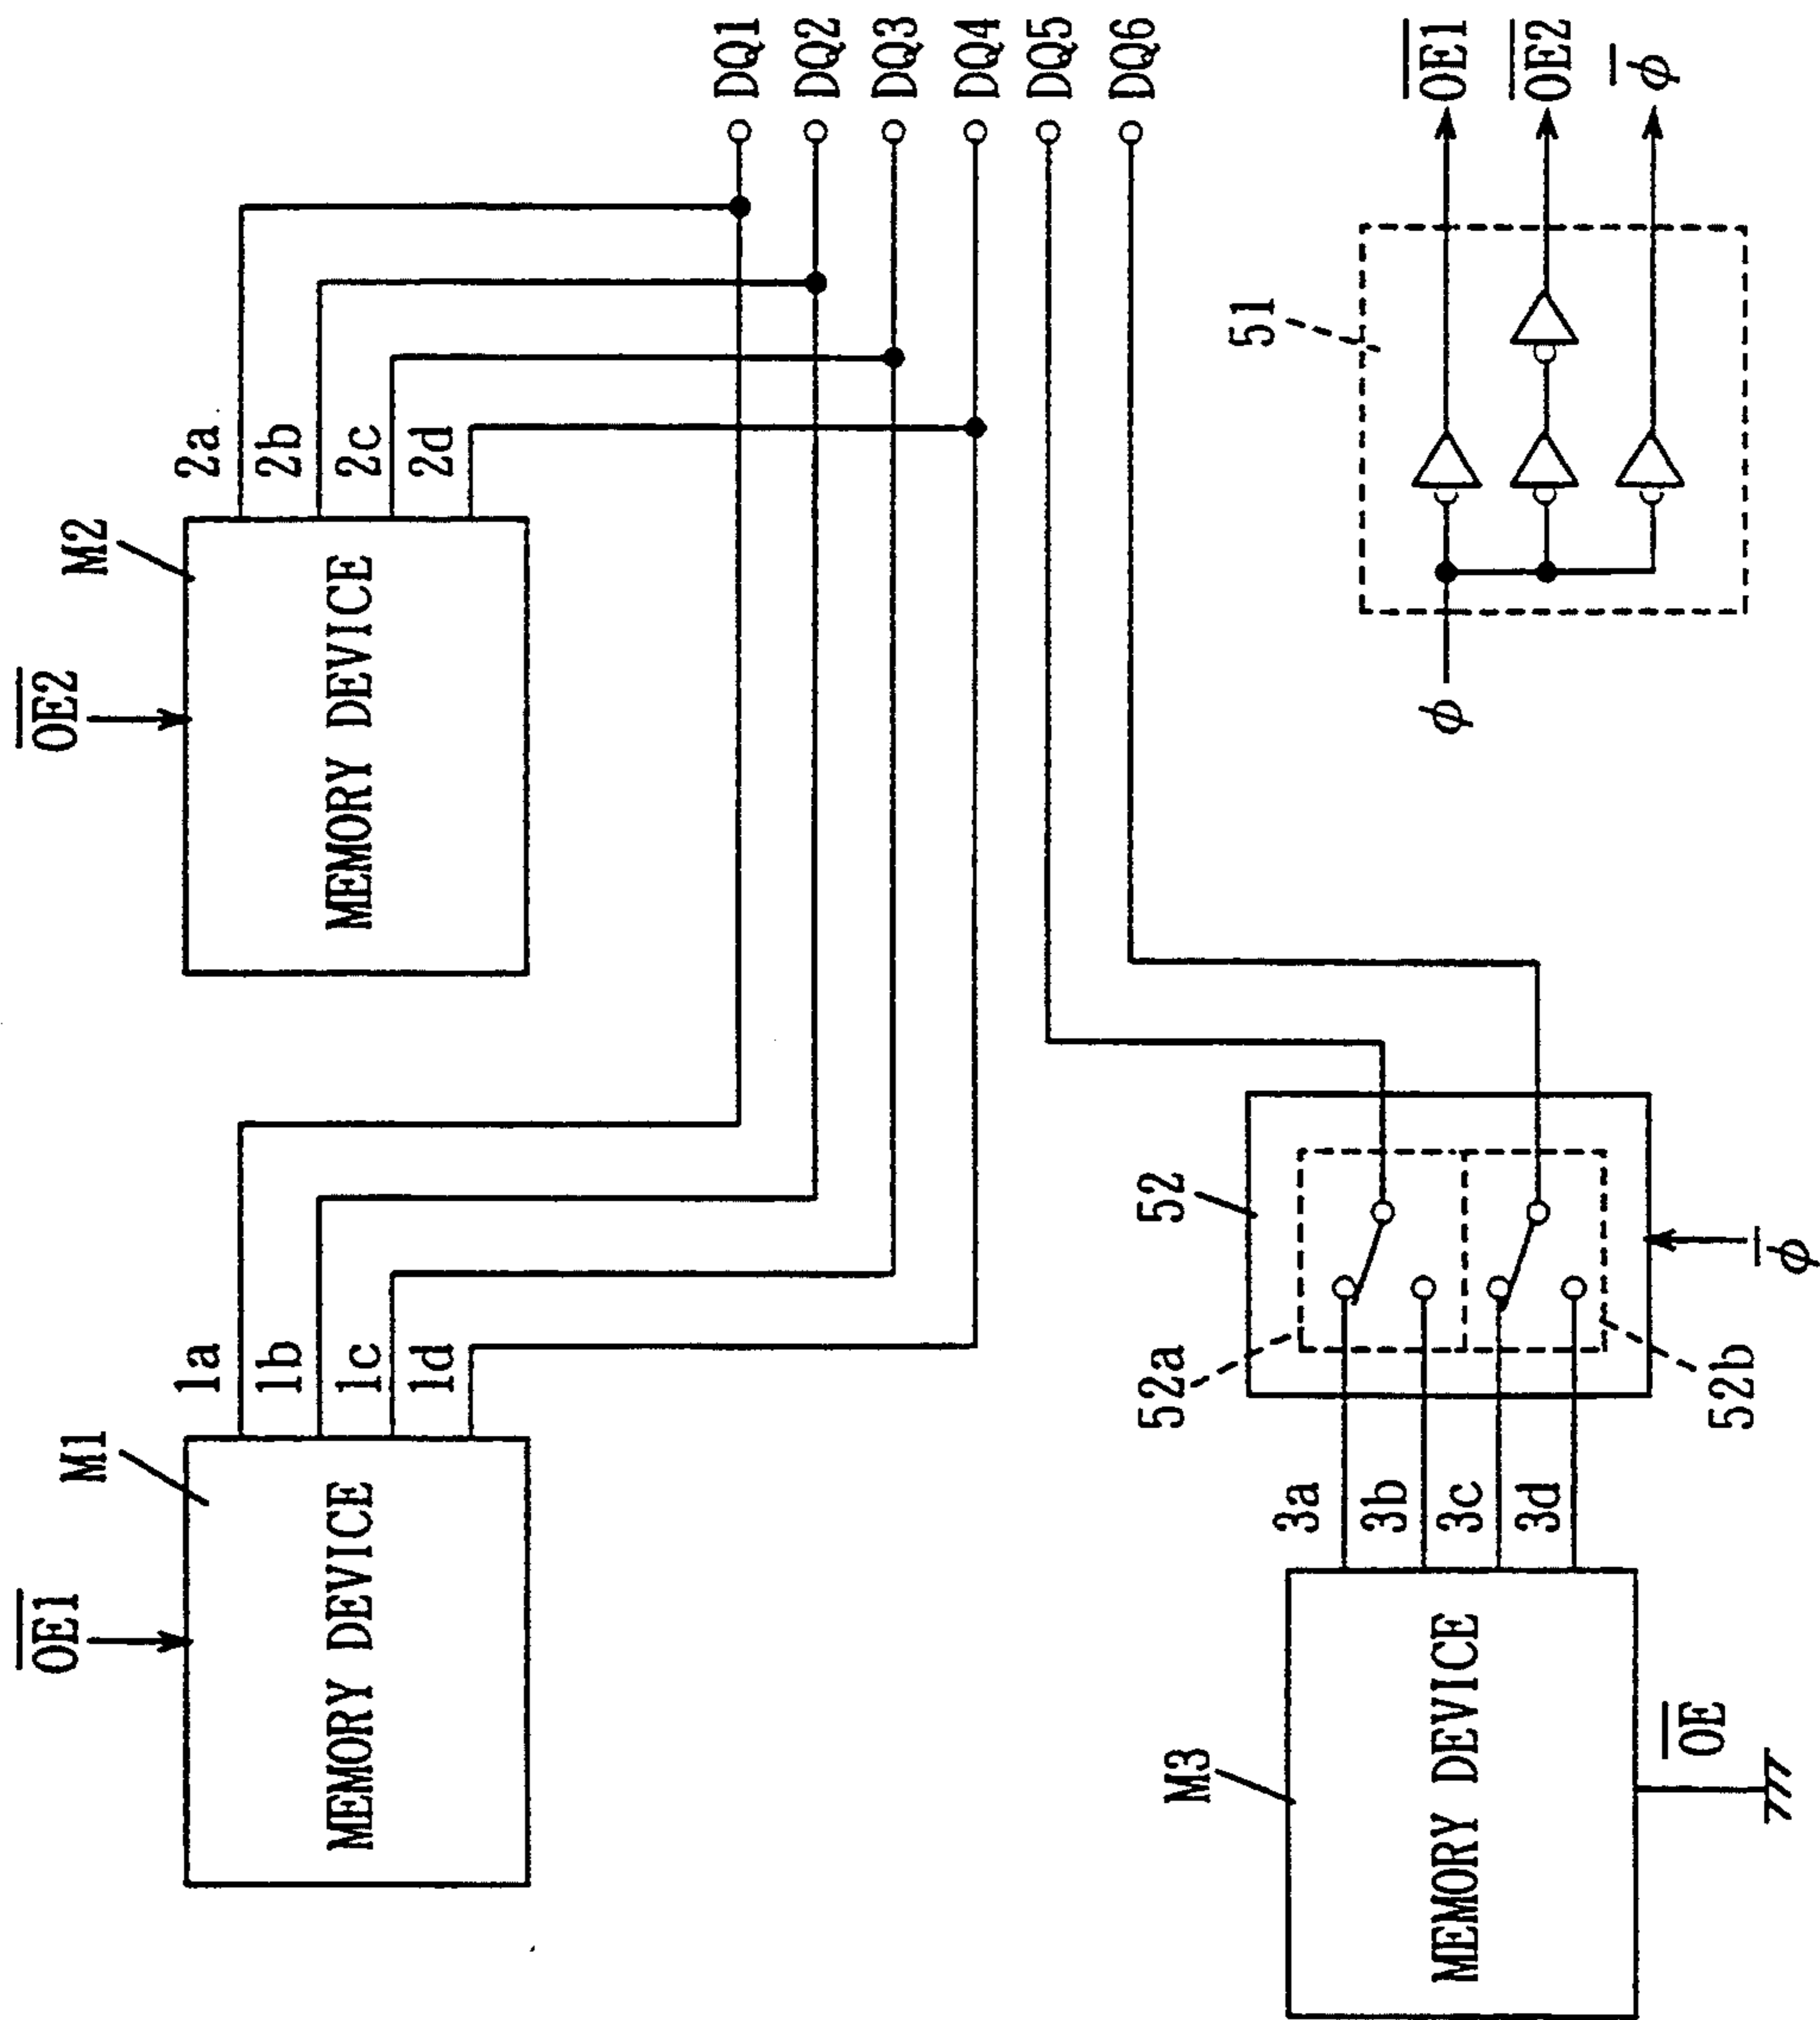 OE1
M1
MEMORY DEVICE
1a
1b
1c
1d
OE2
M2
MEMORY DEVICE
2a
2b
2c
2d
DQ1
DQ2
DQ3
DQ4
DQ5
DQ6
M3
MEMORY DEVICE
OE
3a
3b
3c
3d
52
52a
52b
φ̅
51
φ
OE1
OE2
φ̅